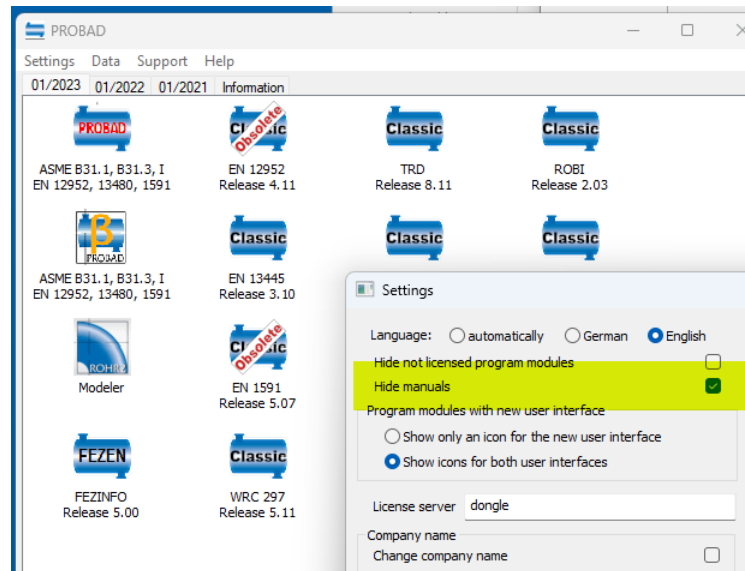 PROBAD
Settings Data Support Help
01/2023 01/2022 01/2021 Information
PROBAD
Classic
Obsolete
Classic
Classic
ASME B31.1, B31.3, I
EN 12952, 13480, 1591
EN 12952
Release 4.11
TRD
Release 8.11
ROBI
Release 2.03
β
PROBAD
Classic
Classic
Classic
ASME B31.1, B31.3, I
EN 12952, 13480, 1591
EN 13445
Release 3.10
ROHR2
Classic
Obsolete
Modeler
EN 1591
Release 5.07
FEZEN
Classic
FEZINFO
Release 5.00
WRC 297
Release 5.11
Settings
Language: automatically German English
Hide not licensed program modules
Hide manuals
Program modules with new user interface
Show only an icon for the new user interface
Show icons for both user interfaces
License server dongle
Company name
Change company name